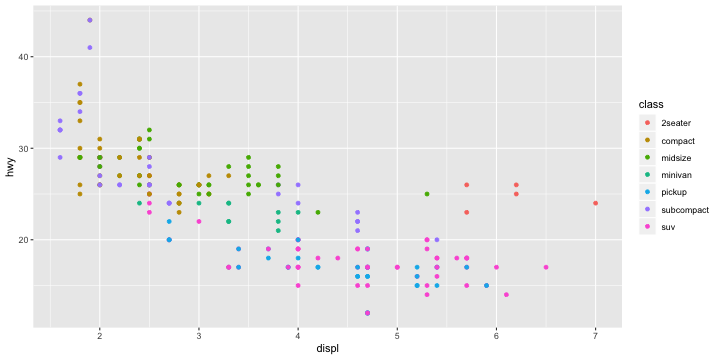 40
30
20
hwy
2
3
4
5
6
7
displ
class
2seater
compact
midsize
minivan
pickup
subcompact
suv